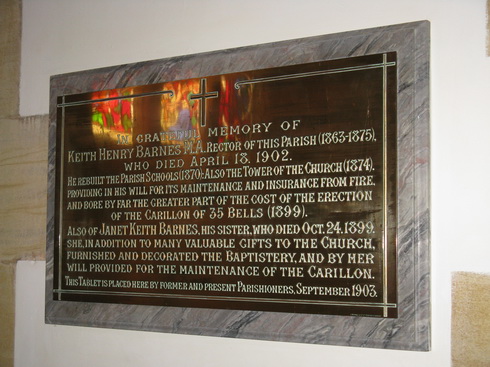 IN GRATEFUL MEMORY OF
KEITH HENRY BARNES M.A. RECTOR OF THIS PARISH (1863-1875),
WHO DIED APRIL 18, 1902.
HE REBUILT THE PARISH SCHOOLS (1870): ALSO THE TOWER OF THE CHURCH (1874),
PROVIDING IN HIS WILL FOR ITS MAINTENANCE AND INSURANCE FROM FIRE,
AND BORE BY FAR THE GREATER PART OF THE COST OF THE ERECTION
OF THE CARILLON OF 35 BELLS (1899).
ALSO OF JANET KEITH BARNES, HIS SISTER, WHO DIED OCT. 24. 1899.
SHE, IN ADDITION TO MANY VALUABLE GIFTS TO THE CHURCH,
FURNISHED AND DECORATED THE BAPTISTERY, AND BY HER
WILL PROVIDED FOR THE MAINTENANCE OF THE CARILLON.
THIS TABLET IS PLACED HERE BY FORMER AND PRESENT PARISHIONERS, SEPTEMBER 1903.